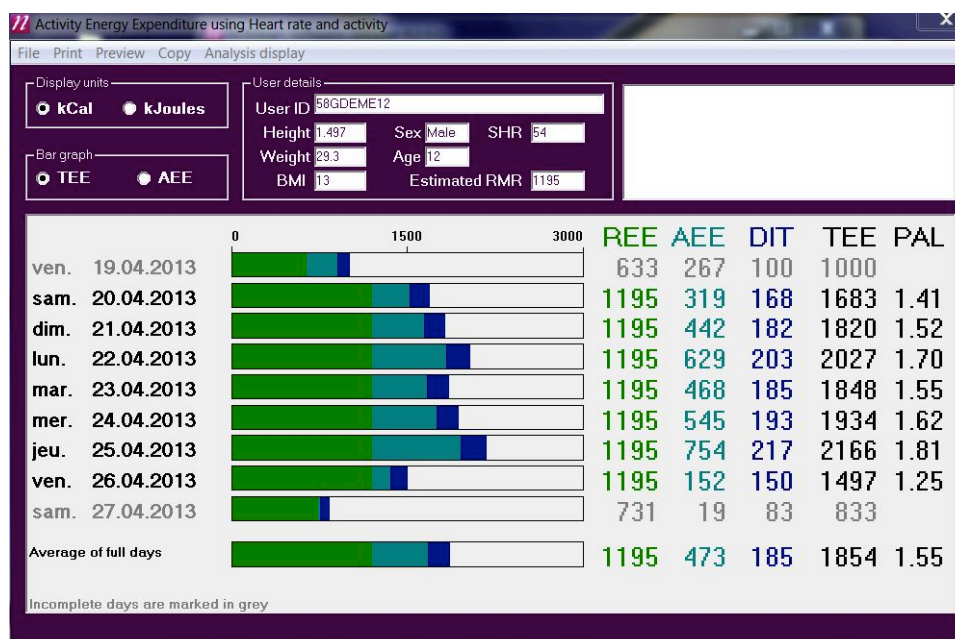 Activity Energy Expenditure using Heart rate and activity
X
File Print Preview Copy Analysis display
Display units
kCal kJoules
Bar graph
TEE AEE
User details
User ID 58GDEME12
Height 1.497 Sex Male SHR 54
Weight 29.3 Age 12
BMI 13 Estimated RMR 1195
0 1500 3000 REE AEE DIT TEE PAL
ven. 19.04.2013 633 267 100 1000
sam. 20.04.2013 1195 319 168 1683 1.41
dim. 21.04.2013 1195 442 182 1820 1.52
lun. 22.04.2013 1195 629 203 2027 1.70
mar. 23.04.2013 1195 468 185 1848 1.55
mer. 24.04.2013 1195 545 193 1934 1.62
jeu. 25.04.2013 1195 754 217 2166 1.81
ven. 26.04.2013 1195 152 150 1497 1.25
sam. 27.04.2013 731 19 83 833
Average of full days 1195 473 185 1854 1.55
Incomplete days are marked in grey